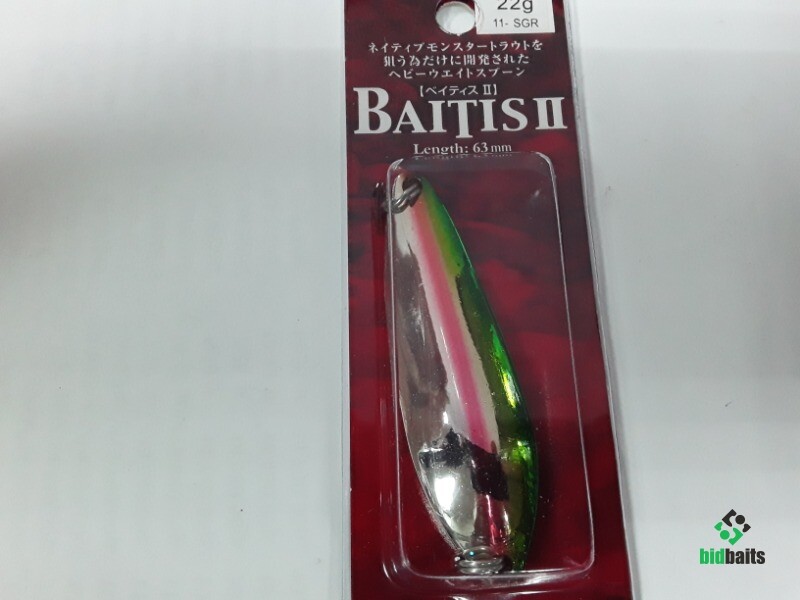 22g
11- SGR
ネイティブモンスタートラウトを
狙う為だけに開発された
ヘビーウエイトスプーン
【ベイティス II】
BAITIS II
Length: 63mm
bidbaits